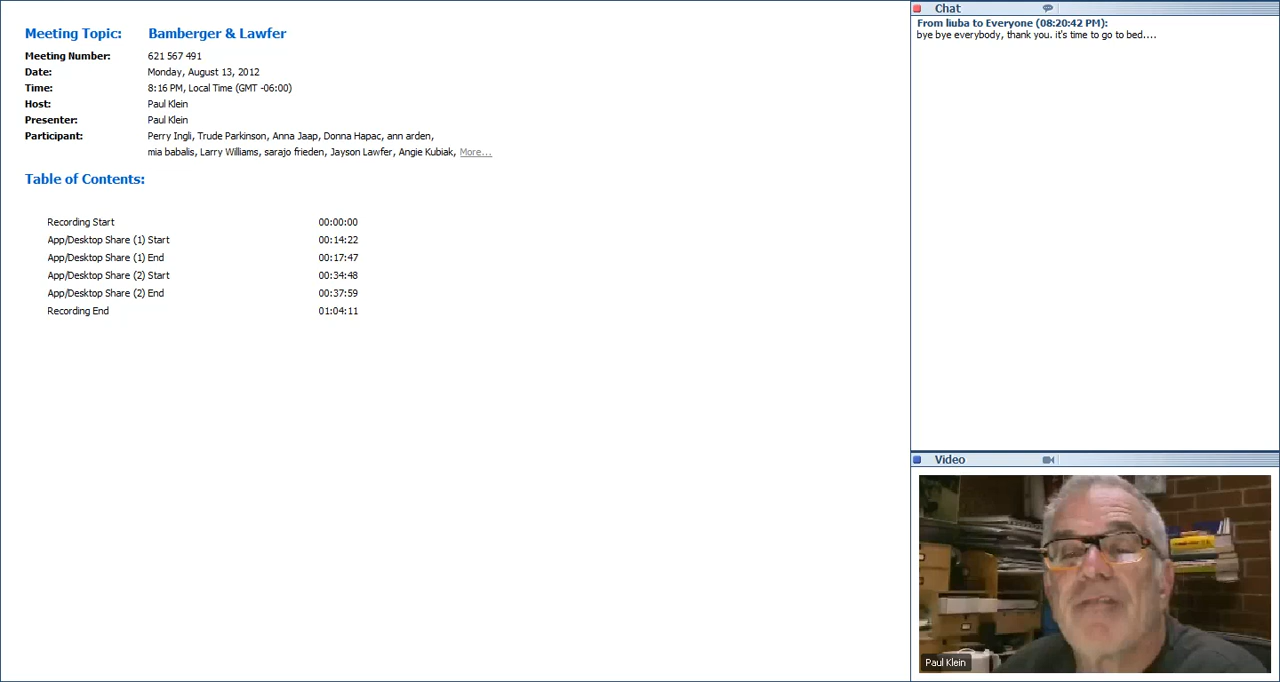 Meeting Topic: Bamberger & Lawfer
Meeting Number: 621 567 491
Date: Monday, August 13, 2012
Time: 8:16 PM, Local Time (GMT -06:00)
Host: Paul Klein
Presenter: Paul Klein
Participant: Perry Ingli, Trude Parkinson, Anna Jaap, Donna Hapac, ann arden,
mia babalis, Larry Williams, sarajo frieden, Jayson Lawfer, Angie Kubiak, More...
Table of Contents:
Recording Start 00:00:00
App/Desktop Share (1) Start 00:14:22
App/Desktop Share (1) End 00:17:47
App/Desktop Share (2) Start 00:34:48
App/Desktop Share (2) End 00:37:59
Recording End 01:04:11
Chat
From liuba to Everyone (08:20:42 PM):
bye bye everybody, thank you. it's time to go to bed....
Video
Paul Klein